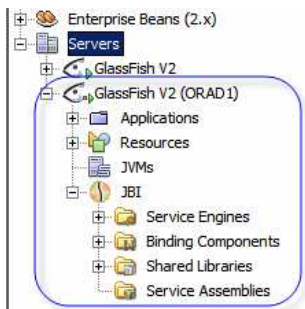 Enterprise Beans (2.x)
Servers
GlassFish V2
GlassFish V2 (ORAD1)
Applications
Resources
JVMs
JBI
Service Engines
Binding Components
Shared Libraries
Service Assemblies